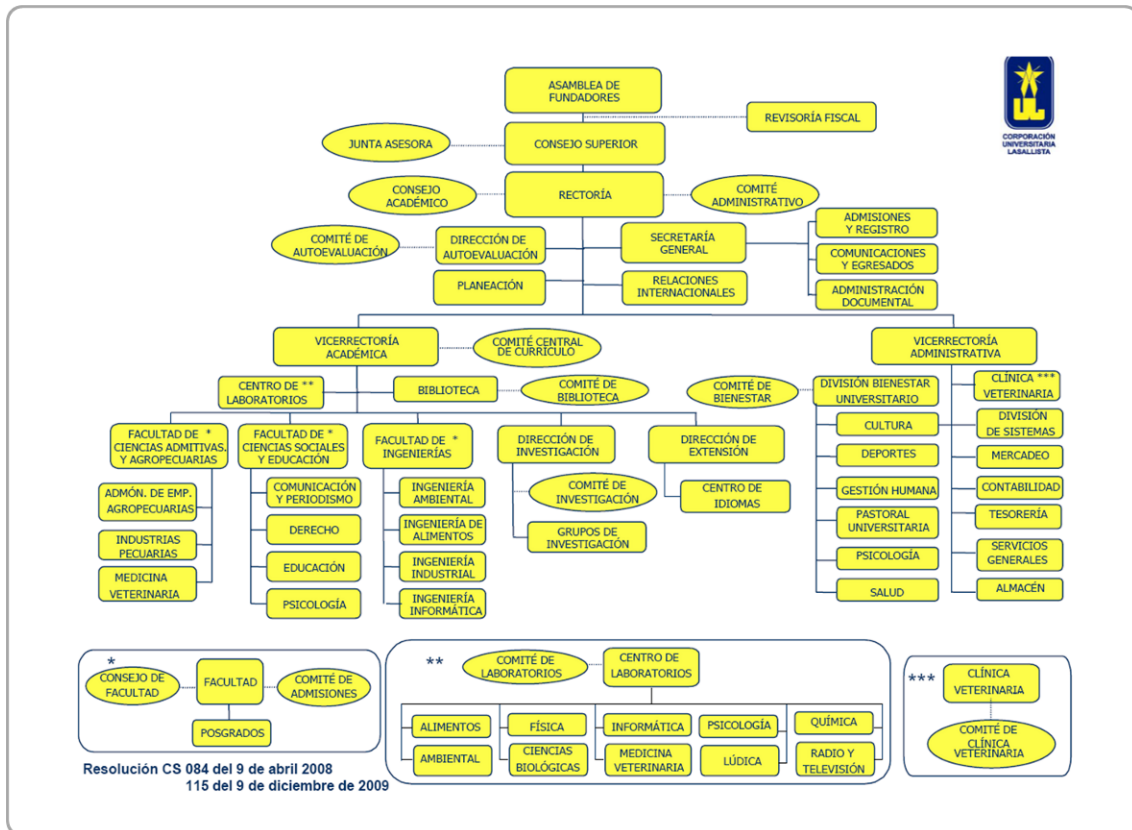 ASAMBLEA DE
FUNDADORES
REVISORÍA FISCAL
JUNTA ASESORA
CONSEJO SUPERIOR
UL
CORPORACIÓN
UNIVERSITARIA
LASALLISTA
CONSEJO
ACADÉMICO
RECTORÍA
COMITÉ
ADMINISTRATIVO
COMITÉ DE
AUTOEVALUACIÓN
DIRECCIÓN DE
AUTOEVALUACIÓN
SECRETARÍA
GENERAL
ADMISIONES
Y REGISTRO
COMUNICACIONES
Y EGRESADOS
ADMINISTRACIÓN
DOCUMENTAL
PLANEACIÓN
RELACIONES
INTERNACIONALES
VICERRECTORÍA
ACADÉMICA
COMITÉ CENTRAL
DE CURRÍCULO
VICERRECTORÍA
ADMINISTRATIVA
CENTRO DE **
LABORATORIOS
BIBLIOTECA
COMITÉ DE
BIBLIOTECA
COMITÉ DE
BIENESTAR
DIVISIÓN BIENESTAR
UNIVERSITARIO
CLÍNICA ***
VETERINARIA
FACULTAD DE *
CIENCIAS ADMITIVAS.
Y AGROPECUARIAS
FACULTAD DE *
CIENCIAS SOCIALES
Y EDUCACIÓN
FACULTAD DE *
INGENIERÍAS
DIRECCIÓN DE
INVESTIGACIÓN
DIRECCIÓN DE
EXTENSIÓN
ADMÓN. DE EMP.
AGROPECUARIAS
INDUSTRIAS
PECUARIAS
MEDICINA
VETERINARIA
COMUNICACIÓN
Y PERIODISMO
DERECHO
EDUCACIÓN
PSICOLOGÍA
INGENIERÍA
AMBIENTAL
INGENIERÍA DE
ALIMENTOS
INGENIERÍA
INDUSTRIAL
INGENIERÍA
INFORMÁTICA
COMITÉ DE
INVESTIGACIÓN
GRUPOS DE
INVESTIGACIÓN
CENTRO DE
IDIOMAS
CULTURA
DEPORTES
GESTIÓN HUMANA
PASTORAL
UNIVERSITARIA
PSICOLOGÍA
SALUD
DIVISIÓN
DE SISTEMAS
MERCADEO
CONTABILIDAD
TESORERÍA
SERVICIOS
GENERALES
ALMACÉN
*
CONSEJO DE
FACULTAD
FACULTAD
COMITÉ DE
ADMISIONES
POSGRADOS
**
COMITÉ DE
LABORATORIOS
CENTRO DE
LABORATORIOS
ALIMENTOS
FÍSICA
INFORMÁTICA
PSICOLOGÍA
QUÍMICA
AMBIENTAL
CIENCIAS
BIOLÓGICAS
MEDICINA
VETERINARIA
LÚDICA
RADIO Y
TELEVISIÓN
***
CLÍNICA
VETERINARIA
COMITÉ DE
CLÍNICA
VETERINARIA
Resolución CS 084 del 9 de abril 2008
115 del 9 de diciembre de 2009